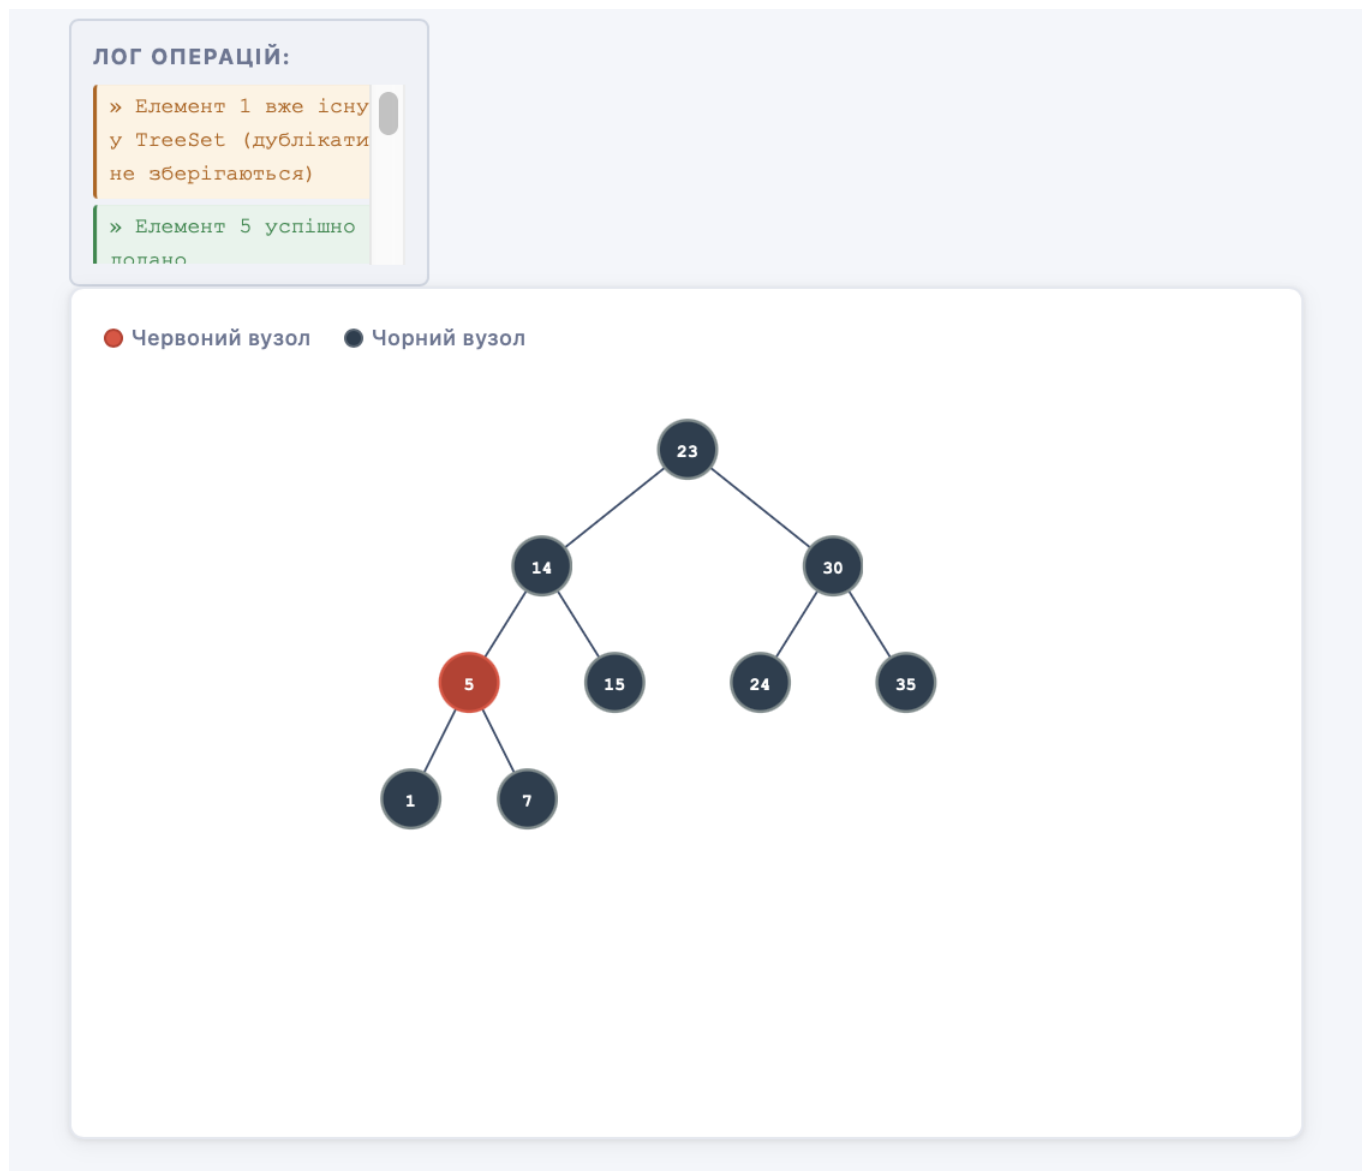 ЛОГ ОПЕРАЦІЙ:
» Елемент 1 вже існу
у TreeSet (дублікати
не зберігаються)
» Елемент 5 успішно
додано
Червоний вузол Чорний вузол
23
14 30
5 15 24 35
1 7